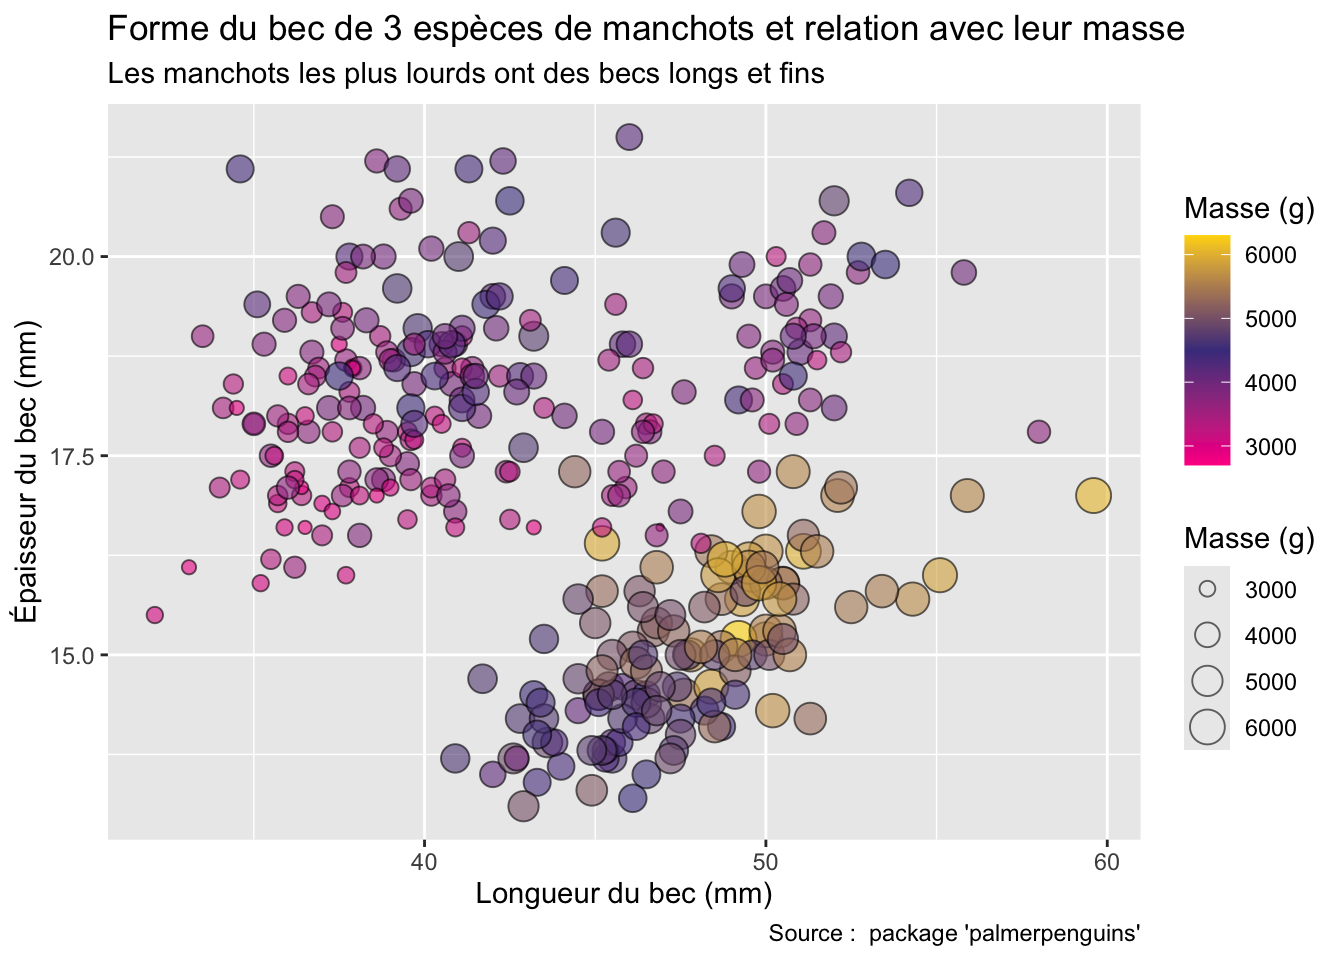 Forme du bec de 3 espèces de manchots et relation avec leur masse
Les manchots les plus lourds ont des becs longs et fins
Masse (g)
6000
5000
4000
3000
Masse (g)
3000
4000
5000
6000
Épaisseur du bec (mm)
20.0
17.5
15.0
40 50 60
Longueur du bec (mm)
Source :  package 'palmerpenguins'